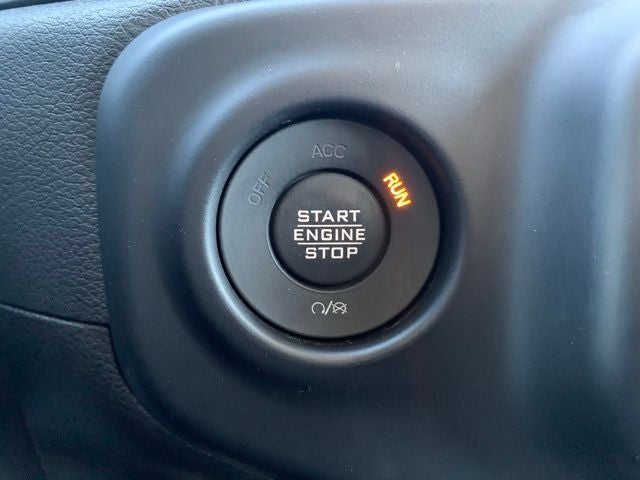 OFF
ACC
RUN
START
ENGINE
STOP